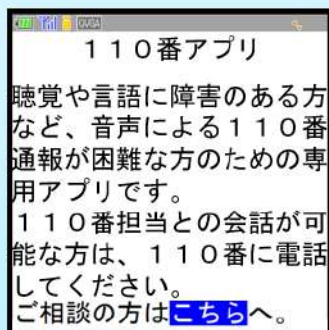 QVGA
110番アプリ
聴覚や言語に障害のある方
など、音声による110番
通報が困難な方のための専
用アプリです。
110番担当との会話が可
能な方は、110番に電話
してください。
ご相談の方はこちらへ。